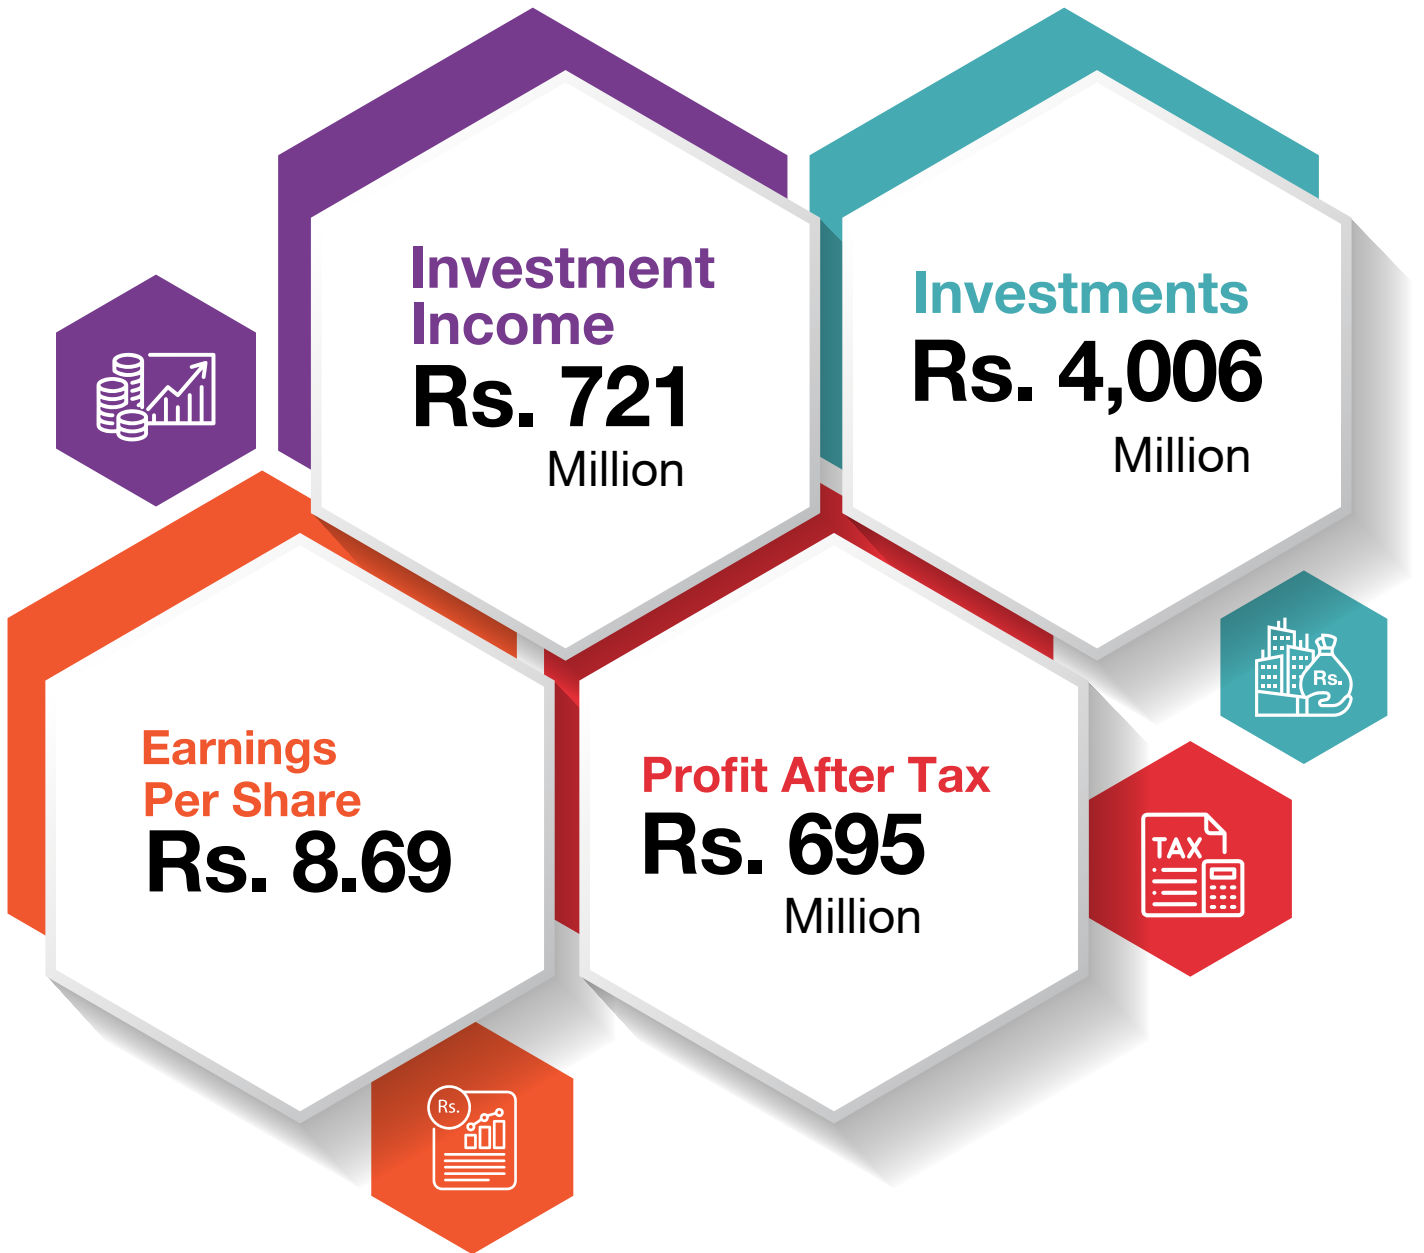 Investment
Income
Rs. 721
Million
Investments
Rs. 4,006
Million
Rs.
Earnings
Per Share
Rs. 8.69
Profit After Tax
Rs. 695
Million
TAX
Rs.